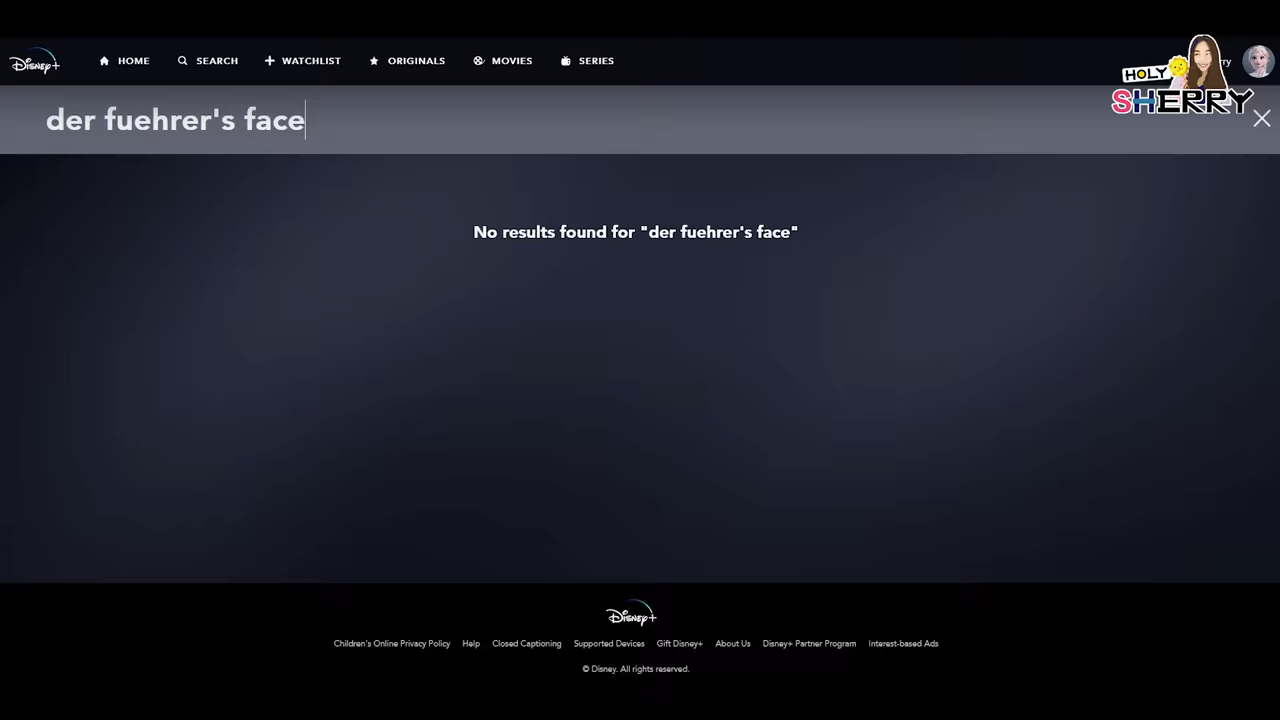 Disney+ HOME SEARCH WATCHLIST ORIGINALS MOVIES SERIES
HOLY
SHERRY
der fuehrer's face
No results found for "der fuehrer's face"
Disney+
Children's Online Privacy Policy Help Closed Captioning Supported Devices Gift Disney+ About Us Disney+ Partner Program Interest-based Ads
© Disney. All rights reserved.